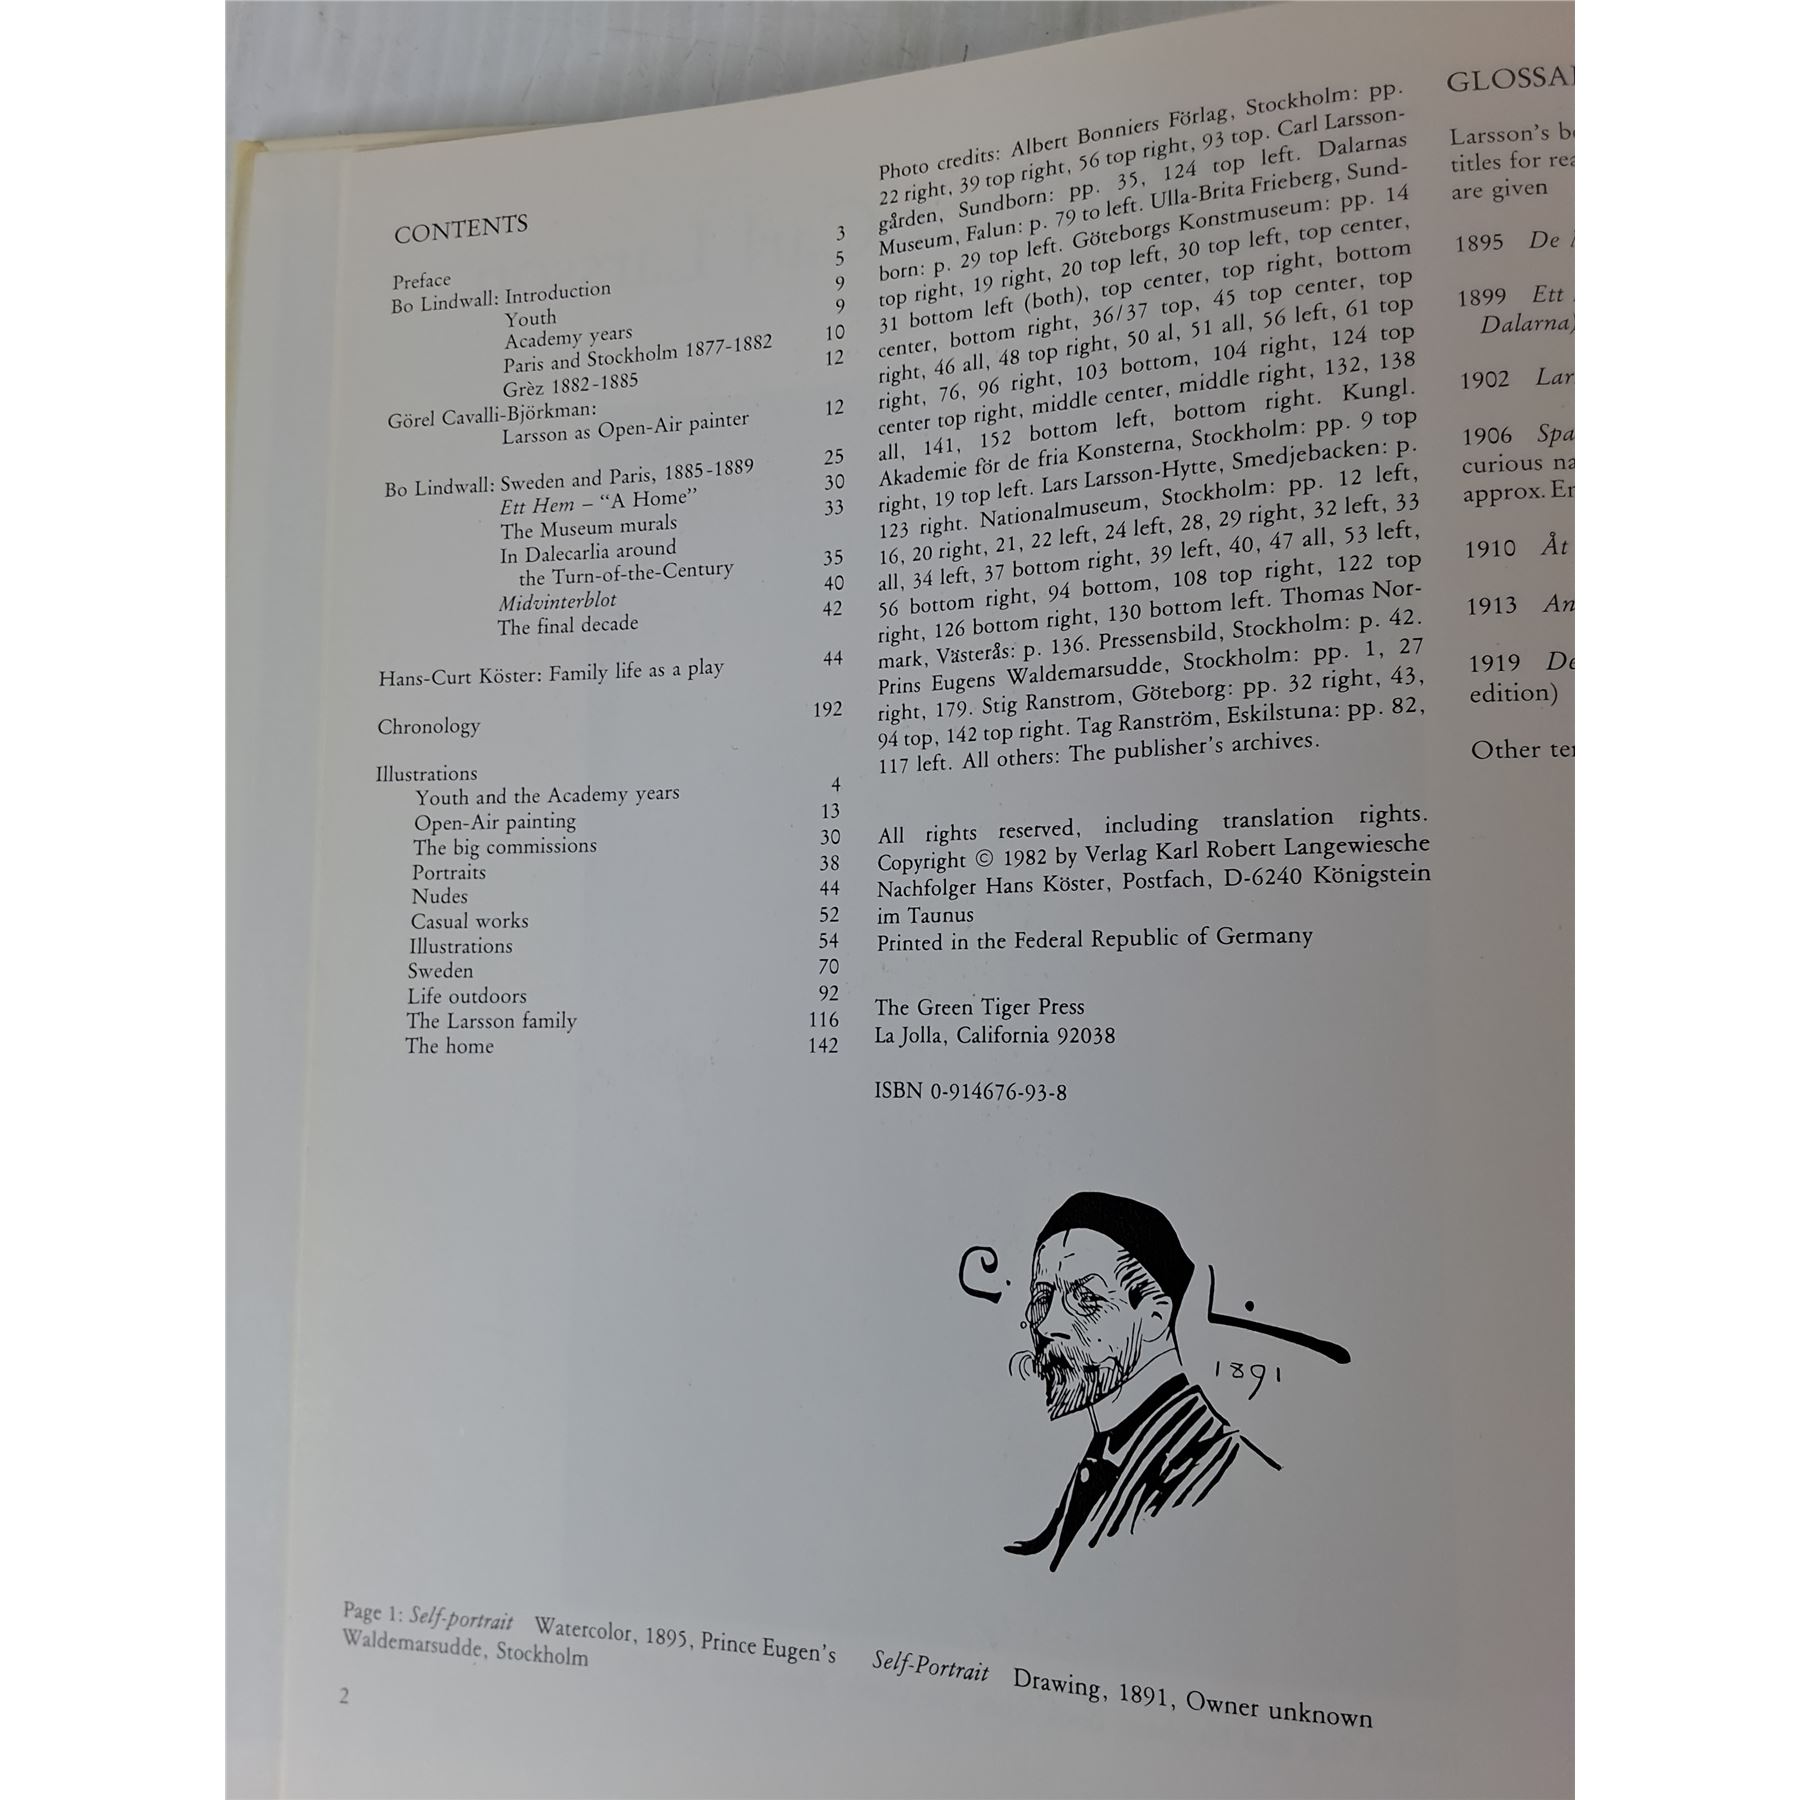 CONTENTS
Preface 3
Bo Lindwall: Introduction 5
Youth 9
Academy years 9
Paris and Stockholm 1877-1882 10
Grèz 1882-1885 12
Görel Cavalli-Björkman:
Larsson as Open-Air painter 12
Bo Lindwall: Sweden and Paris, 1885-1889 25
Ett Hem – “A Home” 30
The Museum murals 33
In Dalecarlia around
the Turn-of-the-Century 35
Midvinterblot 40
The final decade 42
Hans-Curt Köster: Family life as a play 44
Chronology 192
Illustrations
Youth and the Academy years 4
Open-Air painting 13
The big commissions 30
Portraits 38
Nudes 44
Casual works 52
Illustrations 54
Sweden 70
Life outdoors 92
The Larsson family 116
The home 142
Photo credits: Albert Bonniers Förlag, Stockholm: pp.
22 right, 39 top right, 56 top right, 93 top. Carl Larsson-
gården, Sundborn: pp. 35, 124 top left. Dalarnas
Museum, Falun: p. 79 to left. Ulla-Brita Frieberg, Sund-
born: p. 29 top left. Göteborgs Konstmuseum: pp. 14
top right, 19 right, 20 top left, 30 top left, top center,
31 bottom left (both), top center, top right, bottom
center, bottom right, 36/37 top, 45 top center, top
right, 46 all, 48 top right, 50 al, 51 all, 56 left, 61 top
right, 76, 96 right, 103 bottom, 104 right, 124 top
center top right, middle center, middle right, 132, 138
all, 141, 152 bottom left, bottom right. Kungl.
Akademie för de fria Konsterna, Stockholm: pp. 9 top
right, 19 top left. Lars Larsson-Hytte, Smedjebacken: p.
123 right. Nationalmuseum, Stockholm: pp. 12 left,
16, 20 right, 21, 22 left, 24 left, 28, 29 right, 32 left, 33
all, 34 left, 37 bottom right, 39 left, 40, 47 all, 53 left,
56 bottom right, 94 bottom, 108 top right, 122 top
right, 126 bottom right, 130 bottom left. Thomas Nor-
mark, Västerås: p. 136. Pressensbild, Stockholm: p. 42.
Prins Eugens Waldemarsudde, Stockholm: pp. 1, 27
right, 179. Stig Ranstrom, Göteborg: pp. 32 right, 43,
94 top, 142 top right. Tag Ranström, Eskilstuna: pp. 82,
117 left. All others: The publisher’s archives.
All rights reserved, including translation rights.
Copyright © 1982 by Verlag Karl Robert Langewiesche
Nachfolger Hans Köster, Postfach, D-6240 Königstein
im Taunus
Printed in the Federal Republic of Germany
The Green Tiger Press
La Jolla, California 92038
ISBN 0-914676-93-8
C. L.
1891
Page 1: Self-portrait Watercolor, 1895, Prince Eugen’s
Waldemarsudde, Stockholm
Self-Portrait Drawing, 1891, Owner unknown
2
Larsson’s
titles for
are given
1895 De
1899 Ett
Dalarna)
1902
1906
curious
approx.
1910 Åt
1913
1919
edition)
Other